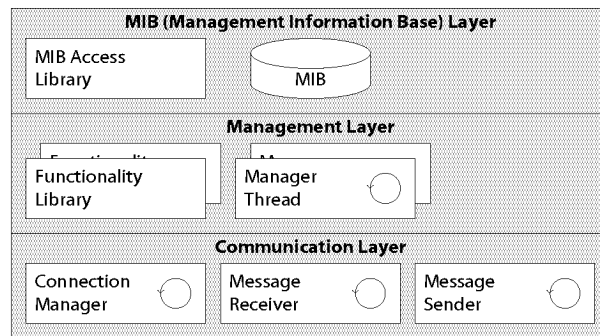 MIB (Management Information Base) Layer
MIB Access
Library
MIB
Management Layer
Functionality
Library
Manager
Thread
Communication Layer
Connection
Manager
Message
Receiver
Message
Sender